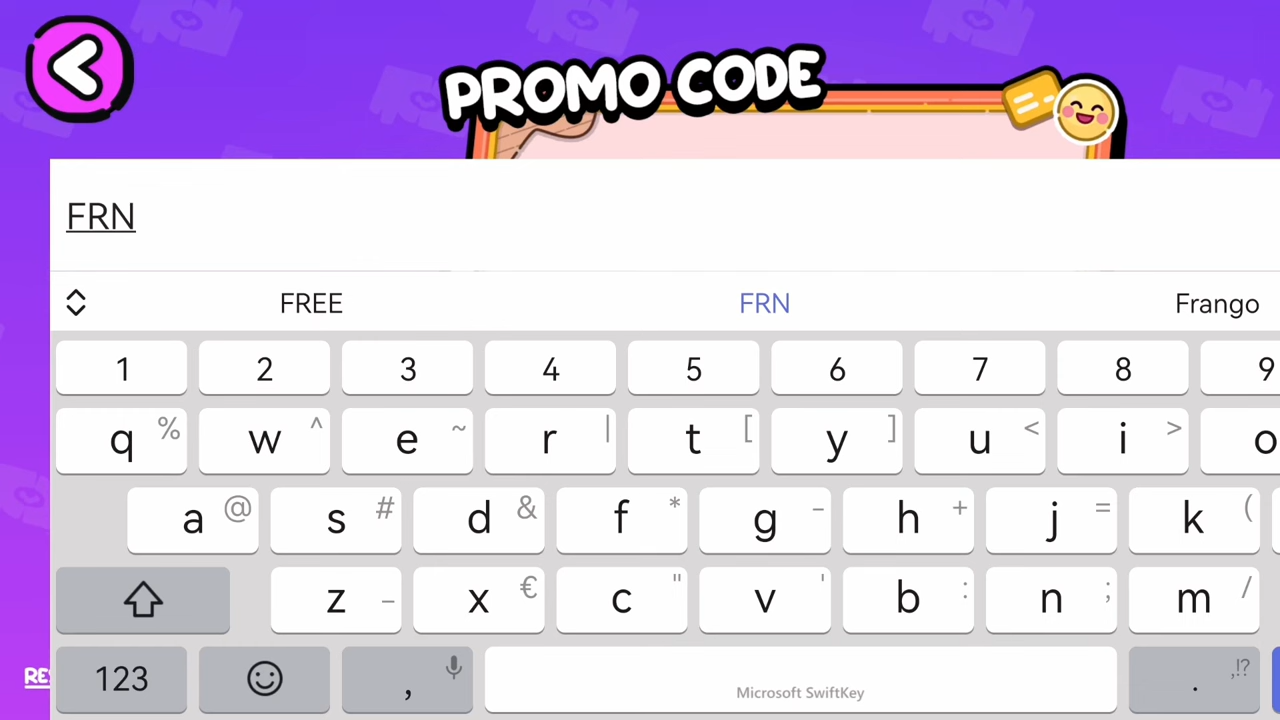 PROMO CODE
FRN
FREE FRN Frango
1 2 3 4 5 6 7 8 9
q % w ^ e ~ r | t [ y ] u < i > o
a @ s # d & f * g - h + j = k (
z _ x € c " v ' b : n ; m /
123 , . ,!?
Microsoft SwiftKey